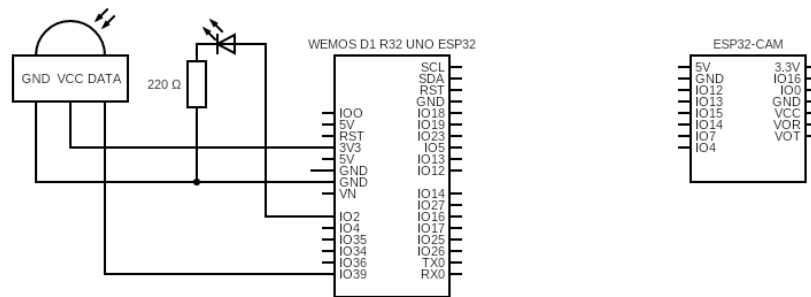 GND VCC DATA
220 Ω
WEMOS D1 R32 UNO ESP32
IOO
5V
RST
3V3
5V
GND
GND
VN
IO2
IO4
IO35
IO34
IO36
IO39
SCL
SDA
RST
GND
IO18
IO19
IO23
IO5
IO13
IO12
IO14
IO27
IO16
IO17
IO25
IO26
TX0
RX0
ESP32-CAM
5V
GND
IO12
IO13
IO15
IO14
IO7
IO4
3.3V
IO16
IO0
GND
VCC
VOR
VOT